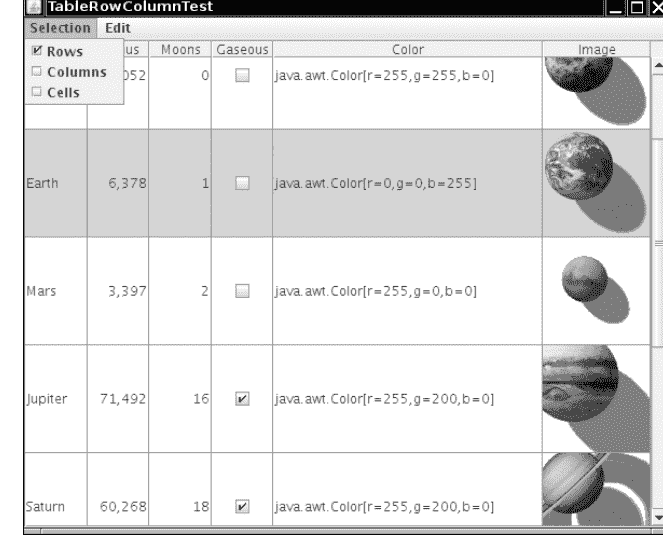 TableRowColumnTest
Selection Edit
Rows
Columns
Cells
us Moons Gaseous Color Image
052 0 java.awt.Color[r=255,g=255,b=0]
Earth 6,378 1 java.awt.Color[r=0,g=0,b=255]
Mars 3,397 2 java.awt.Color[r=255,g=0,b=0]
Jupiter 71,492 16 java.awt.Color[r=255,g=200,b=0]
Saturn 60,268 18 java.awt.Color[r=255,g=200,b=0]